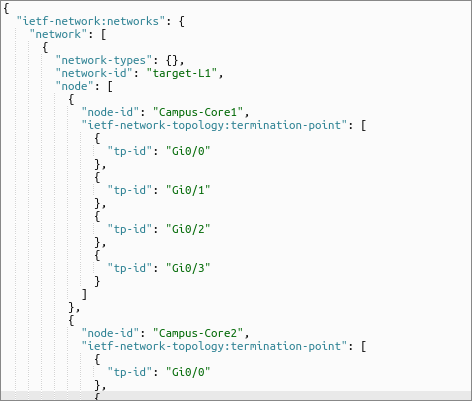 {
"ietf-network:networks": {
"network": [
{
"network-types": {},
"network-id": "target-L1",
"node": [
{
"node-id": "Campus-Core1",
"ietf-network-topology:termination-point": [
{
"tp-id": "Gi0/0"
},
{
"tp-id": "Gi0/1"
},
{
"tp-id": "Gi0/2"
},
{
"tp-id": "Gi0/3"
}
]
},
{
"node-id": "Campus-Core2",
"ietf-network-topology:termination-point": [
{
"tp-id": "Gi0/0"
},
{